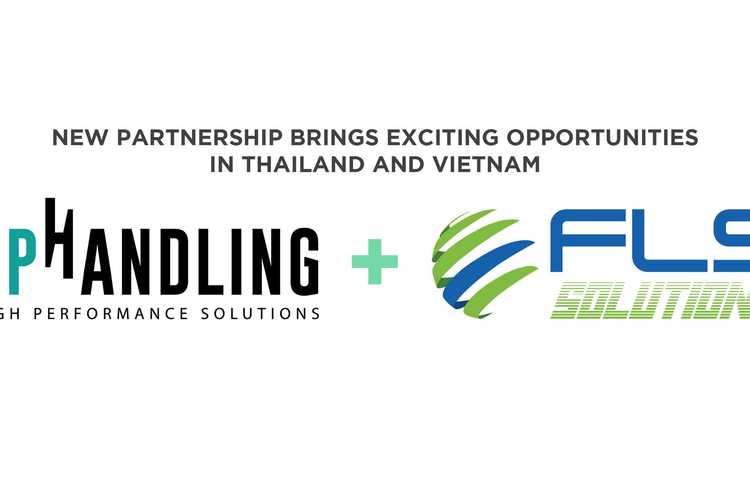 NEW PARTNERSHIP BRINGS EXCITING OPPORTUNITIES
IN THAILAND AND VIETNAM
PHANDLING
GH PERFORMANCE SOLUTIONS
+
FLS
SOLUTION